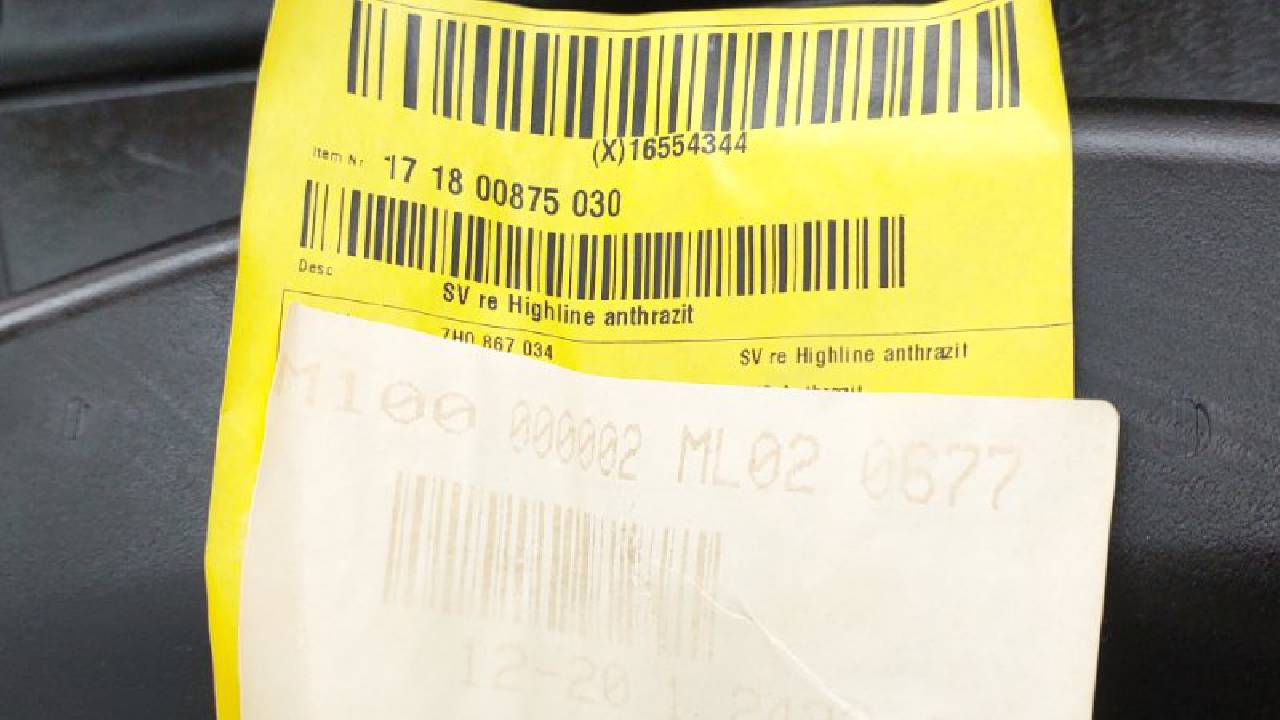 (X)16554344
Item Nr 17 18 00875 030
Desc
SV re Highline anthrazit
7H0 867 034
SV re Highline anthrazit
M100 000002 ML02 0677
12-20